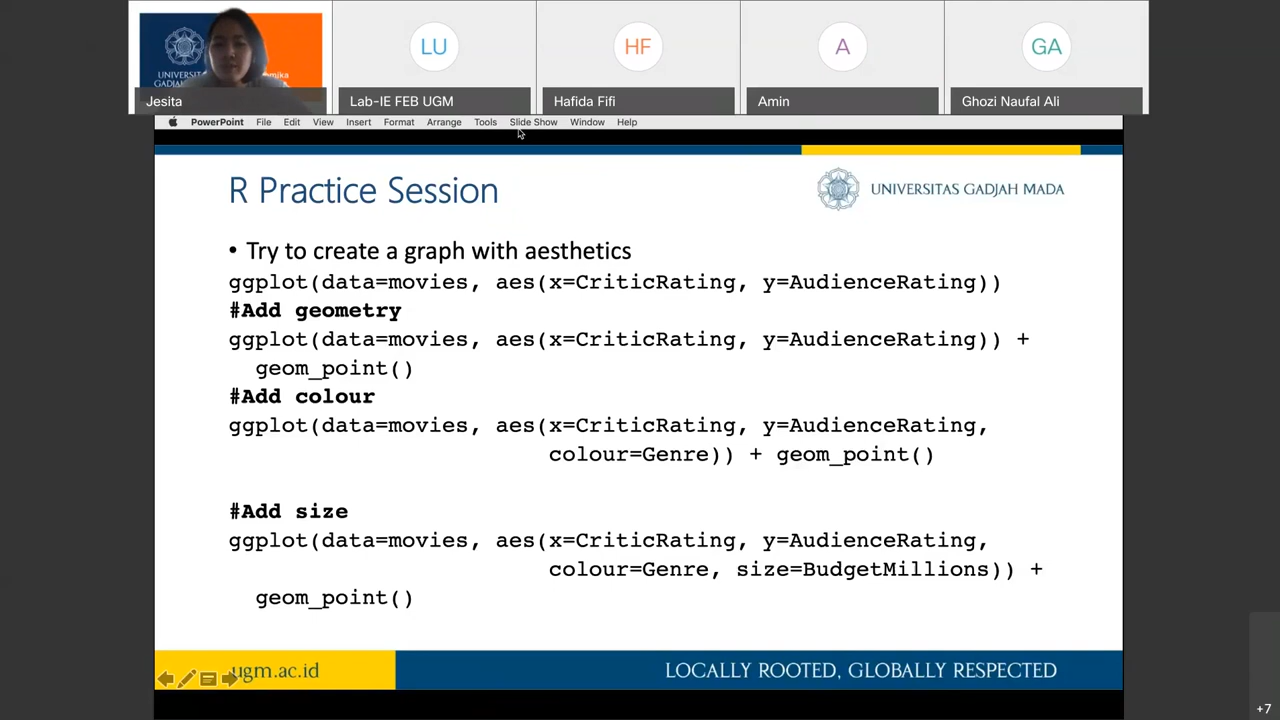 UNIVERSITAS
GADJAH
LU
HF
A
GA
Jesita
Lab-IE FEB UGM
Hafida Fifi
Amin
Ghozi Naufal Ali
PowerPoint File Edit View Insert Format Arrange Tools Slide Show Window Help
R Practice Session
UNIVERSITAS GADJAH MADA
• Try to create a graph with aesthetics
ggplot(data=movies, aes(x=CriticRating, y=AudienceRating))
#Add geometry
ggplot(data=movies, aes(x=CriticRating, y=AudienceRating)) +
geom_point()
#Add colour
ggplot(data=movies, aes(x=CriticRating, y=AudienceRating,
colour=Genre)) + geom_point()
#Add size
ggplot(data=movies, aes(x=CriticRating, y=AudienceRating,
colour=Genre, size=BudgetMillions)) +
geom_point()
ugm.ac.id
LOCALLY ROOTED, GLOBALLY RESPECTED
+7